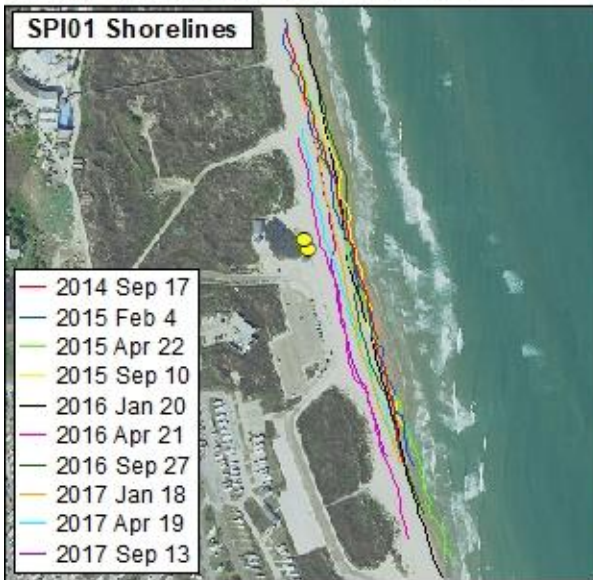 SPI01 Shorelines
2014 Sep 17
2015 Feb 4
2015 Apr 22
2015 Sep 10
2016 Jan 20
2016 Apr 21
2016 Sep 27
2017 Jan 18
2017 Apr 19
2017 Sep 13